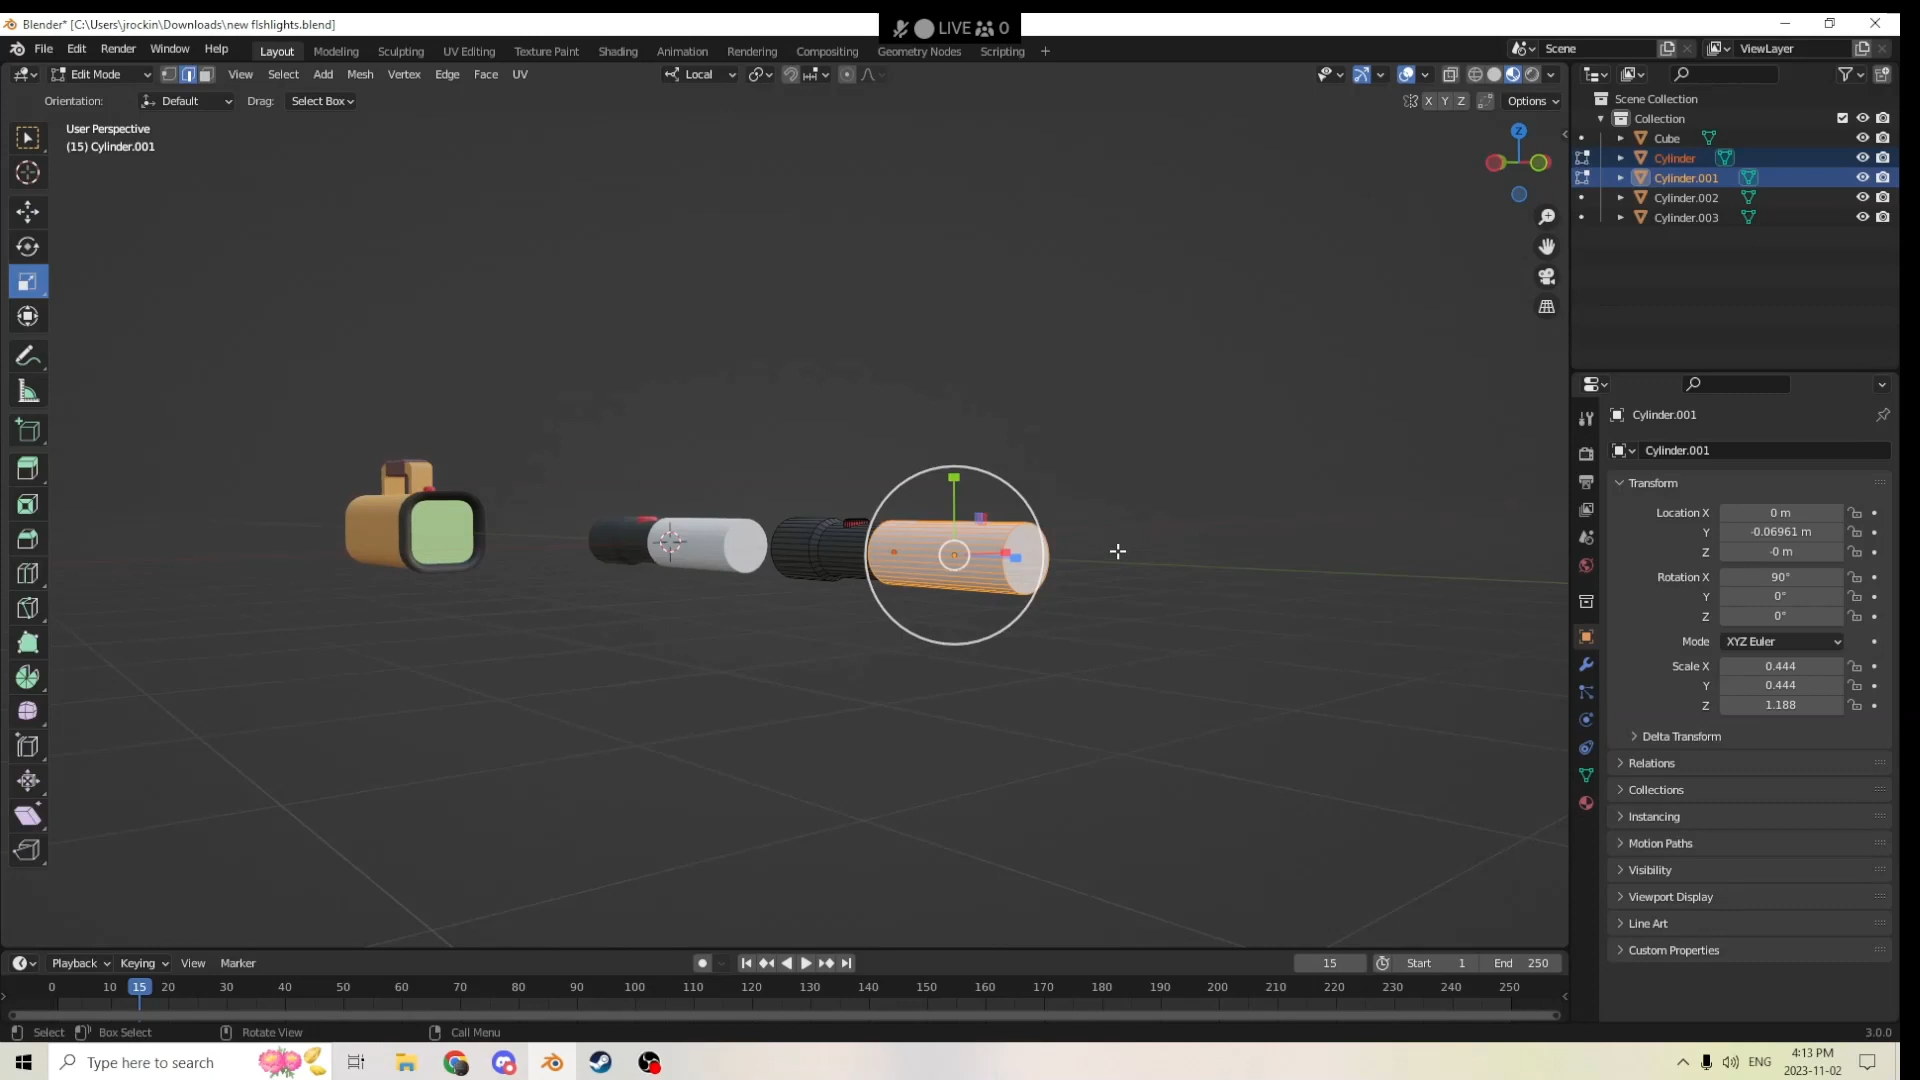 Blender* [C:\Users\jrockin\Downloads\new flshlights.blend]
LIVE 0
File Edit Render Window Help Layout Modeling Sculpting UV Editing Texture Paint Shading Animation Rendering Compositing Geometry Nodes Scripting + Scene ViewLayer
Edit Mode View Select Add Mesh Vertex Edge Face UV Local
Orientation: Default Drag: Select Box X Y Z Options
User Perspective
(15) Cylinder.001
Z
Scene Collection
Collection
Cube
Cylinder
Cylinder.001
Cylinder.002
Cylinder.003
Cylinder.001
Cylinder.001
Transform
Location X 0 m
Y -0.06961 m
Z -0 m
Rotation X 90°
Y 0°
Z 0°
Mode XYZ Euler
Scale X 0.444
Y 0.444
Z 1.188
Delta Transform
Relations
Collections
Instancing
Motion Paths
Visibility
Viewport Display
Line Art
Custom Properties
Playback Keying View Marker 15 Start 1 End 250
0 10 15 20 30 40 50 60 70 80 90 100 110 120 130 140 150 160 170 180 190 200 210 220 230 240 250
Select Box Select Rotate View Call Menu 3.0.0
Type here to search ENG 4:13 PM
2023-11-02